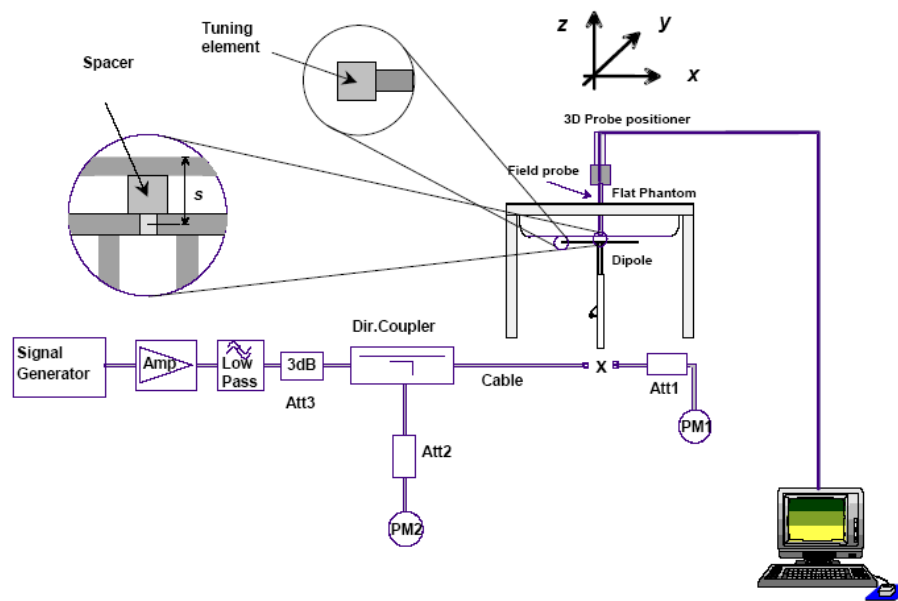 Tuning
element
Spacer
s
z
y
x
3D Probe positioner
Field probe
Flat Phantom
Dipole
Signal
Generator
Amp
Low
Pass
3dB
Att3
Dir.Coupler
Cable
X
Att1
PM1
Att2
PM2